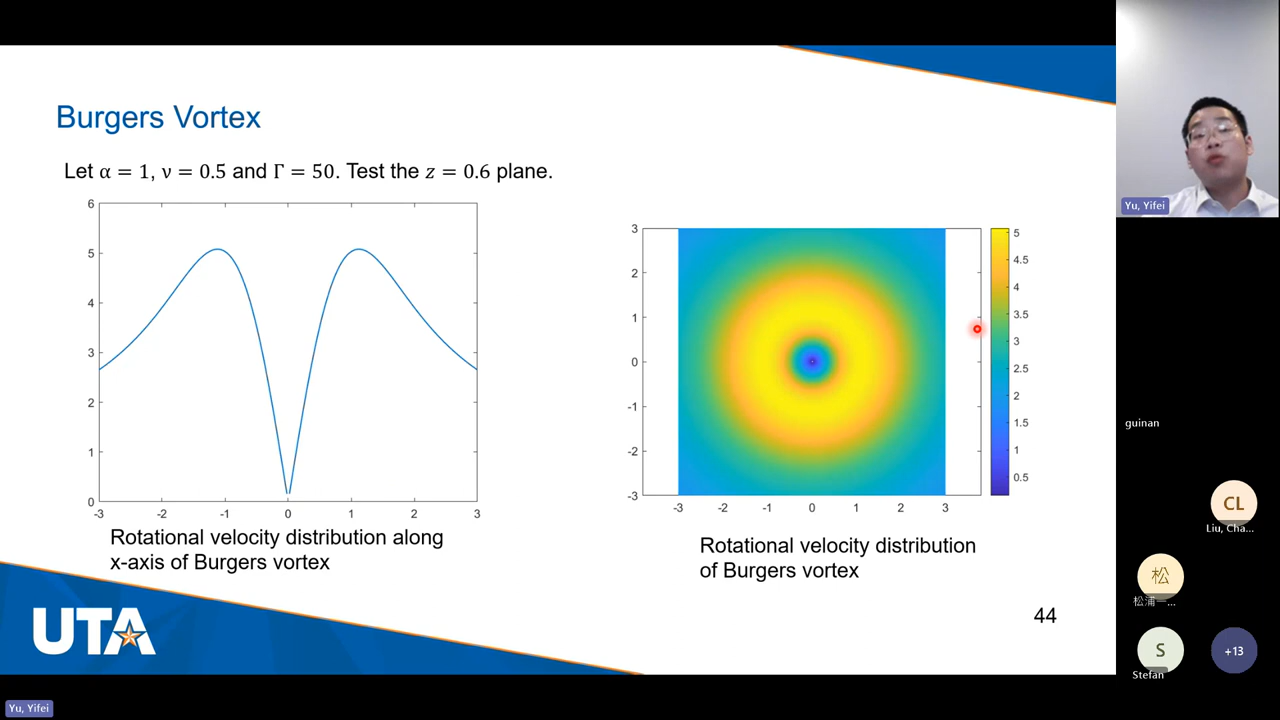 Burgers Vortex
Let α = 1, ν = 0.5 and Γ = 50. Test the z = 0.6 plane.
6
5
4
3
2
1
0
-3
-2
-1
0
1
2
3
Rotational velocity distribution along
x-axis of Burgers vortex
3
2
1
0
-1
-2
-3
-3
-2
-1
0
1
2
3
5
4.5
4
3.5
3
2.5
2
1.5
1
0.5
Rotational velocity distribution
of Burgers vortex
44
UTA
Yu, Yifei
guinan
CL
Liu, Cha...
松
松浦一...
S
Stefan
+13
Yu, Yifei